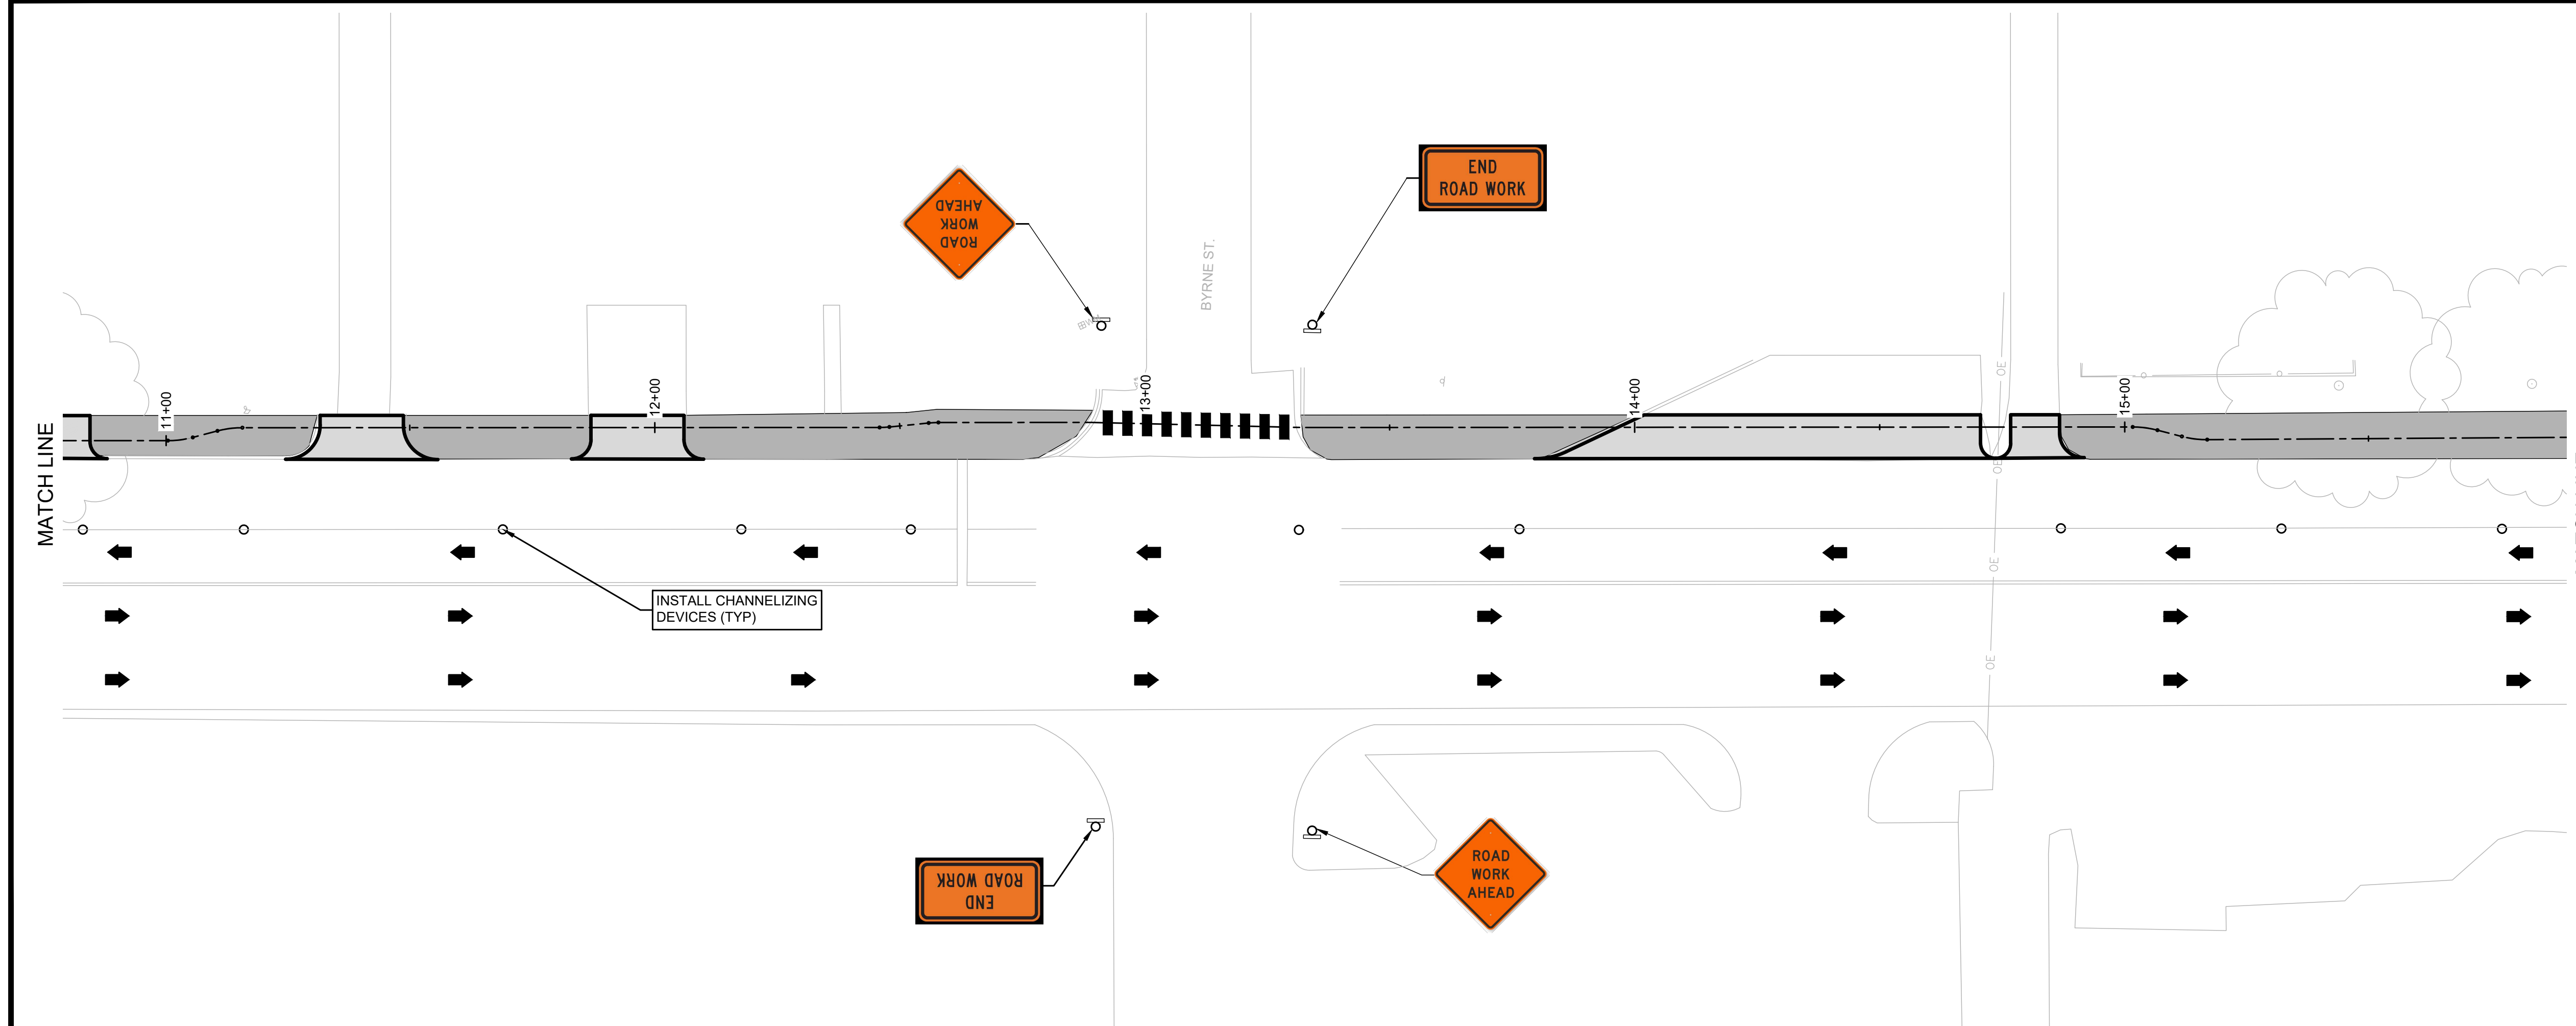 END
ROAD WORK
ROAD
WORK
AHEAD
BYRNE ST.
11+00
12+00
13+00
14+00
15+00
MATCH LINE
OE
OE
OE
OE
INSTALL CHANNELIZING
DEVICES (TYP)
END
ROAD WORK
ROAD
WORK
AHEAD